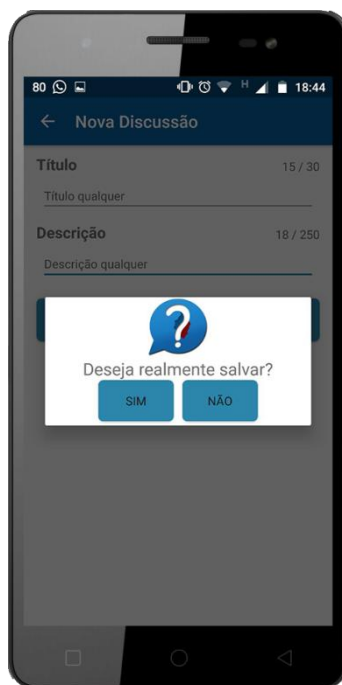 80 H 18:44
Nova Discussão
Título 15 / 30
Título qualquer
Descrição 18 / 250
Descrição qualquer
?
Deseja realmente salvar?
SIM NÃO